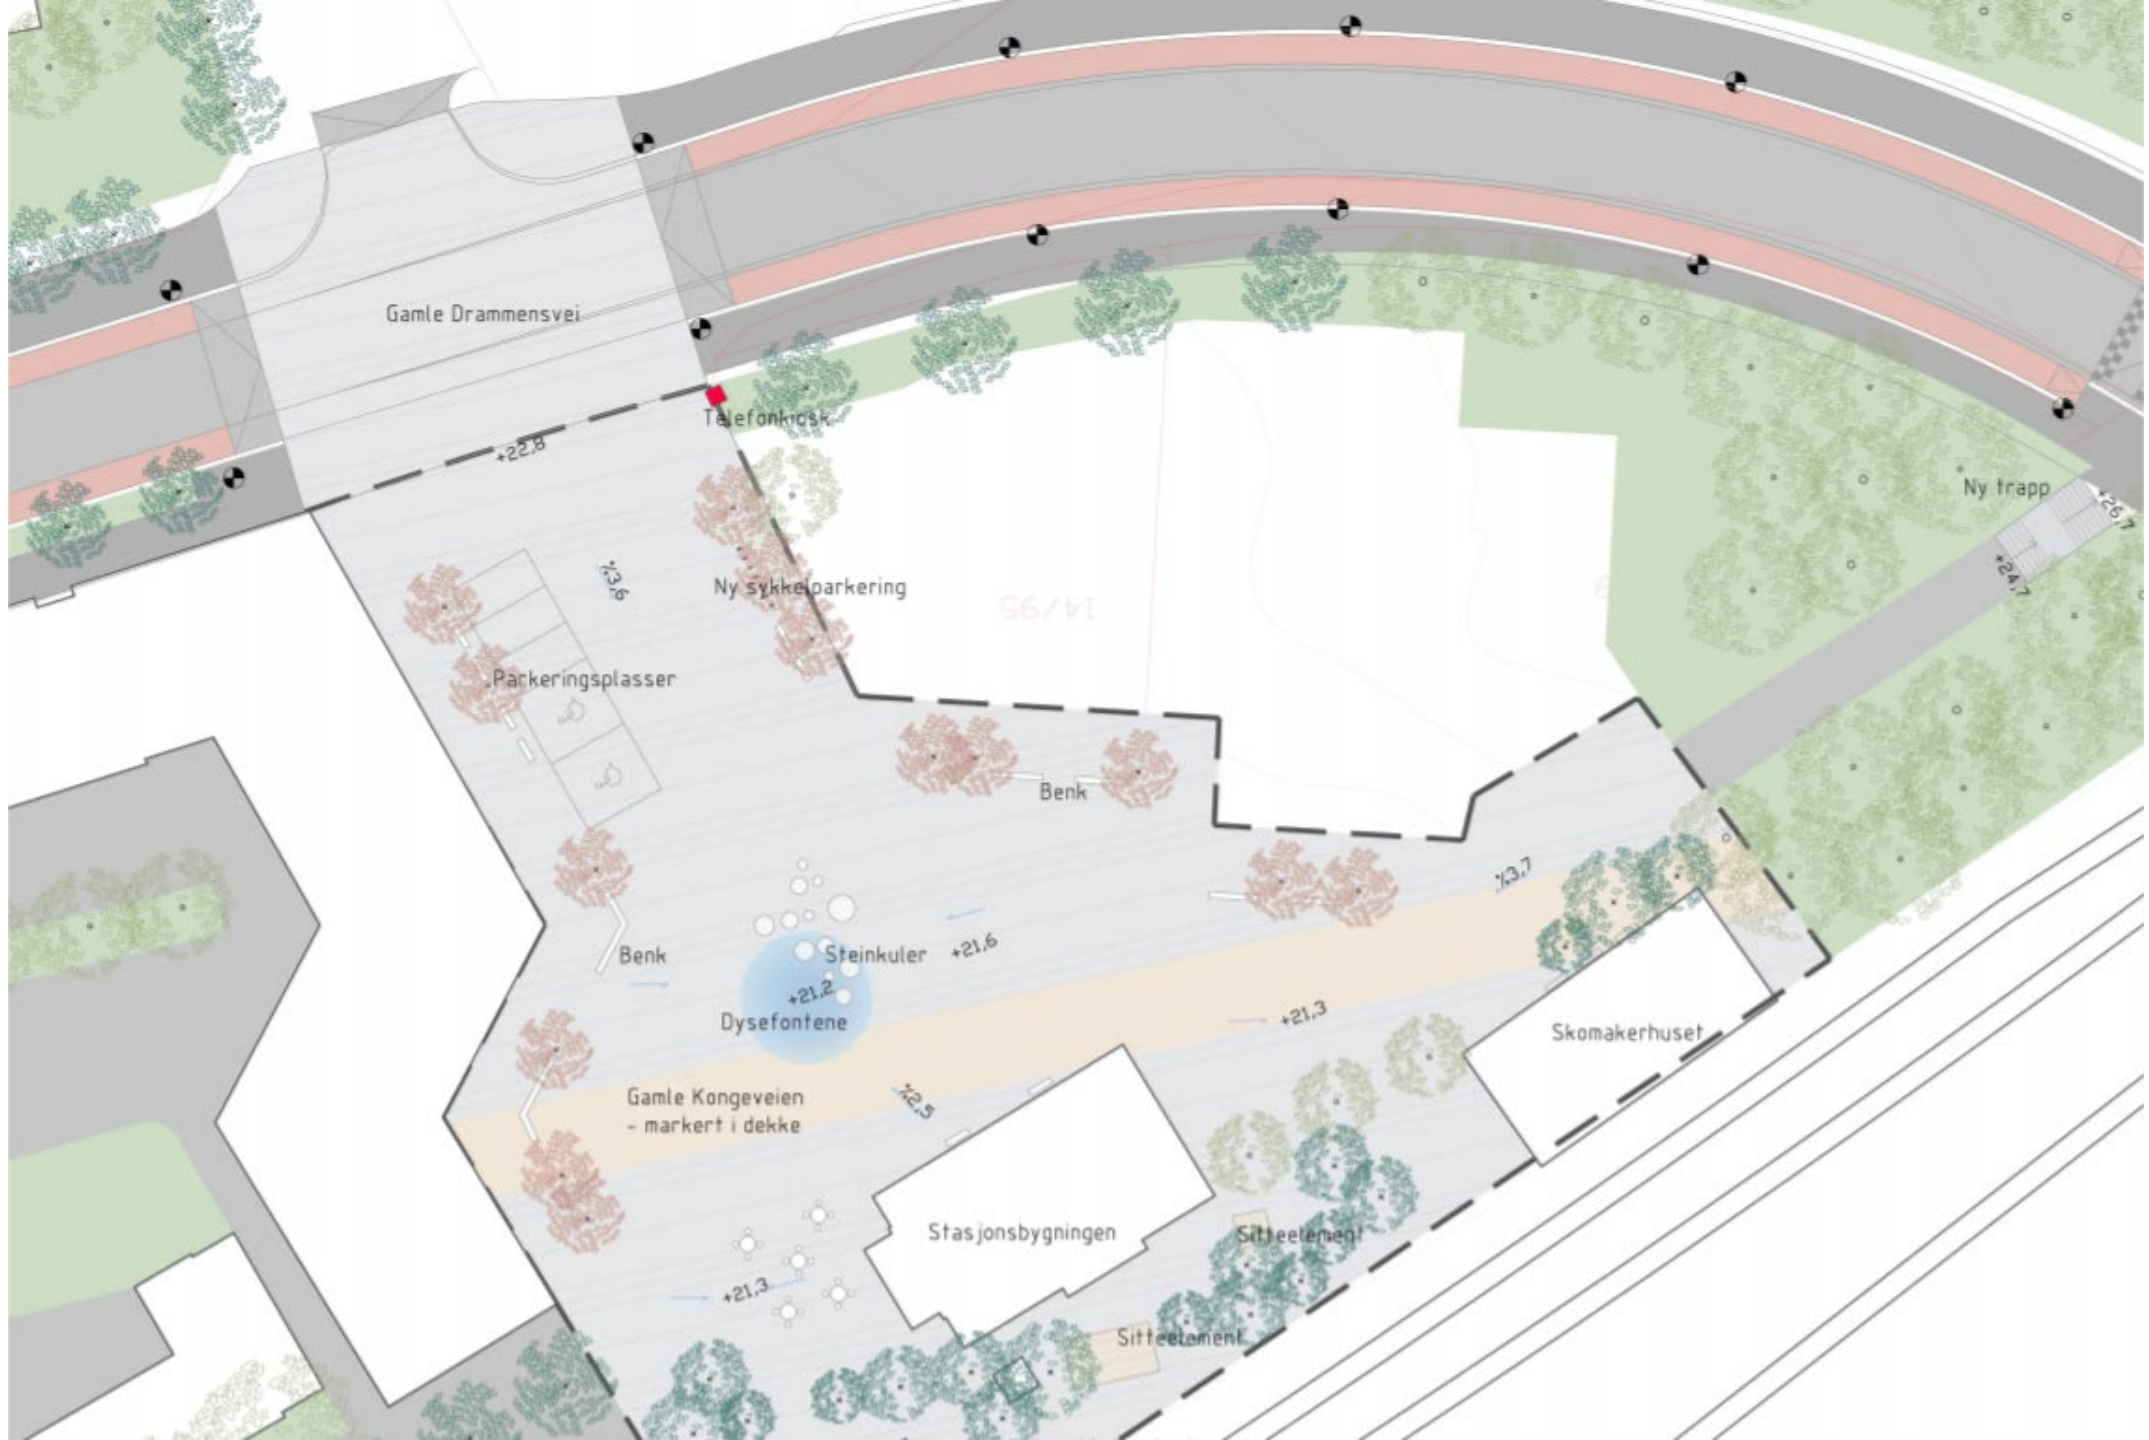 Gamle Drammensvei
Telefonkiosk
+22,8
Ny trapp
+26,7
+24,7
%3,6
Ny sykkelparkering
14/95
Parkeringsplasser
Benk
%3,7
Benk
Steinkuler
+21,6
+21,2
Dysefontene
+21,3
Skomakerhuset
Gamle Kongeveien
- markert i dekke
%2,5
Stasjonsbygningen
Sitteelement
+21,3
Sitteelement